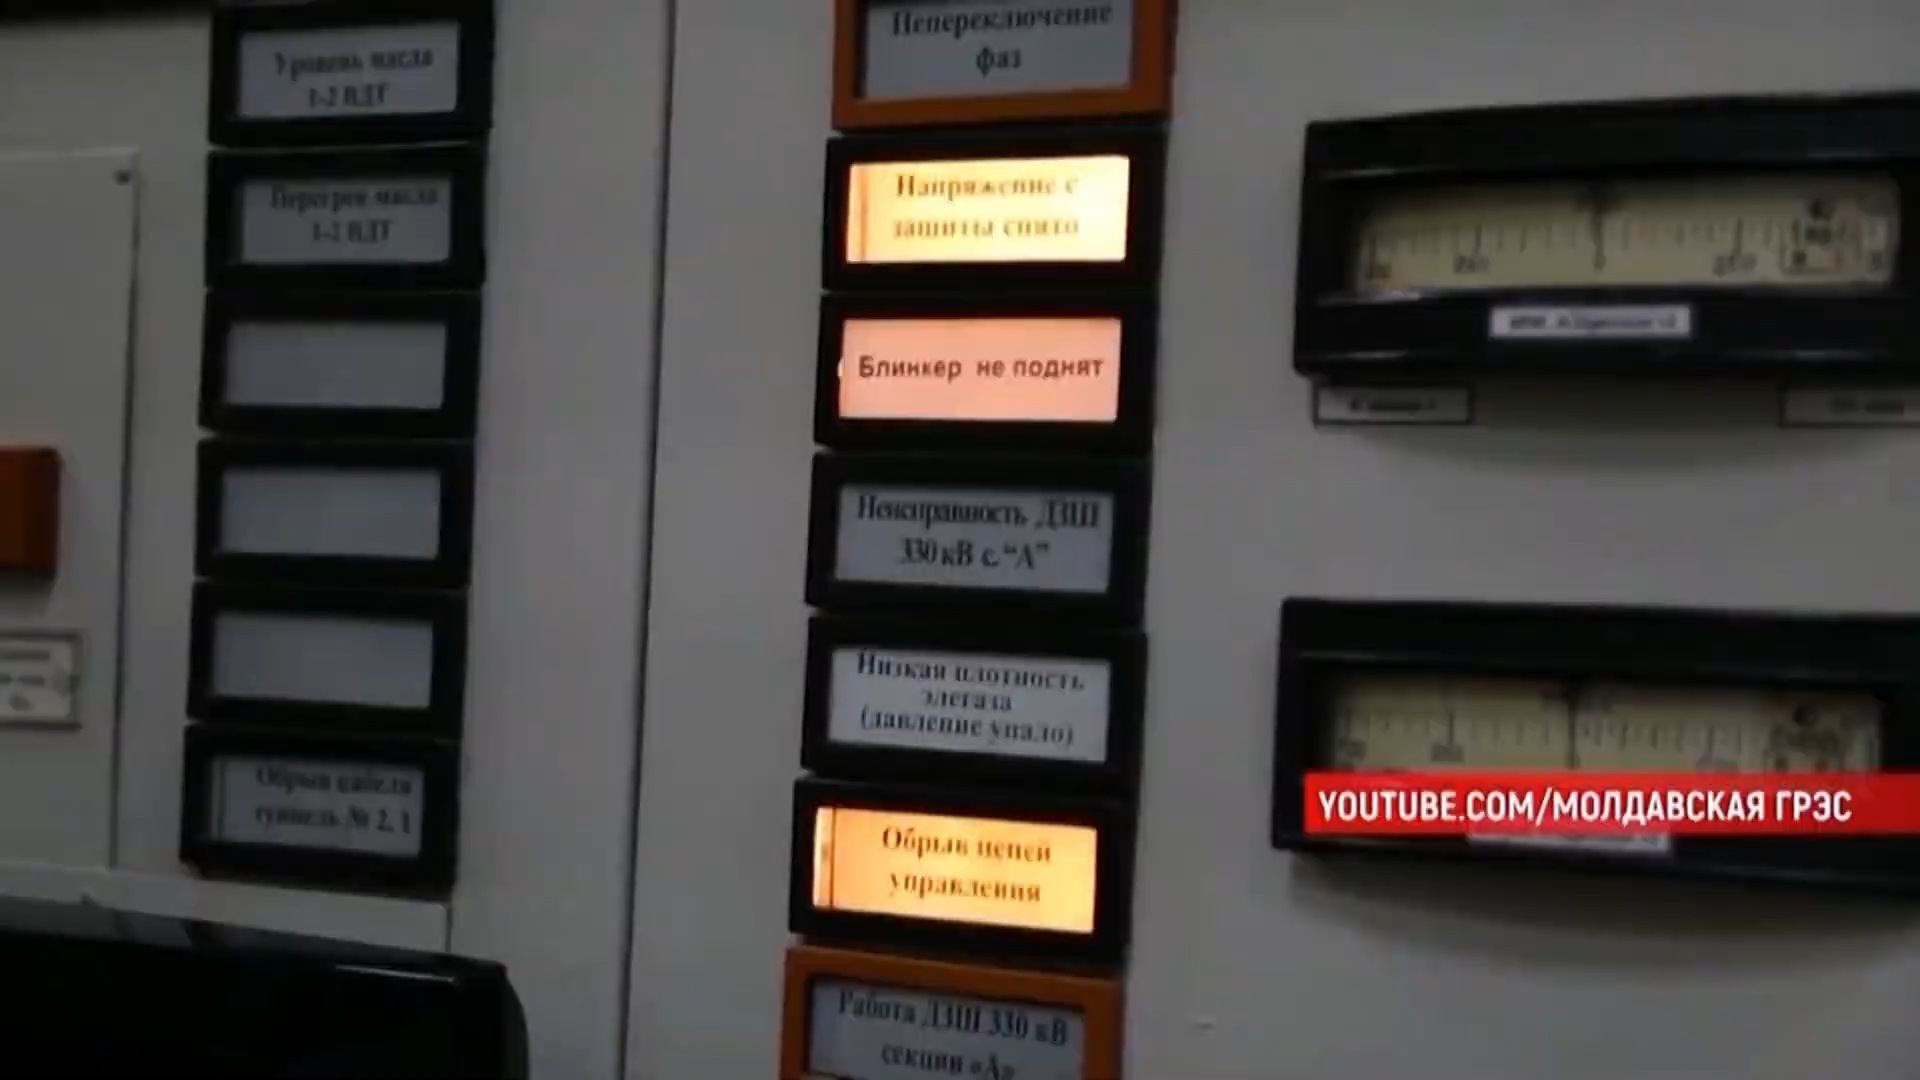 Уровень масла
1-2 ВДТ
Перегрев масла
1-2 ВДТ
Обрыв кабеля
туннель № 2, 1
Непереключение
фаз
Напряжение с
защиты снято
Блинкер не поднят
Неисправность ДЗШ
330 кВ с. “А”
Низкая плотность
элегаза
(давление упало)
Обрыв цепей
управления
Работа ДЗШ 330 кВ
секции «А»
YOUTUBE.COM/МОЛДАВСКАЯ ГРЭС